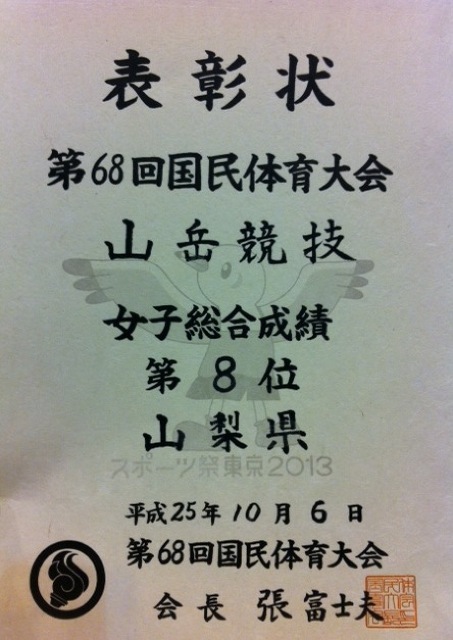 表彰状
第68回国民体育大会
山岳競技
女子総合成績
第8位
山梨県
スポーツ祭東京2013
平成25年10月6日
第68回国民体育大会
会長 張富士夫